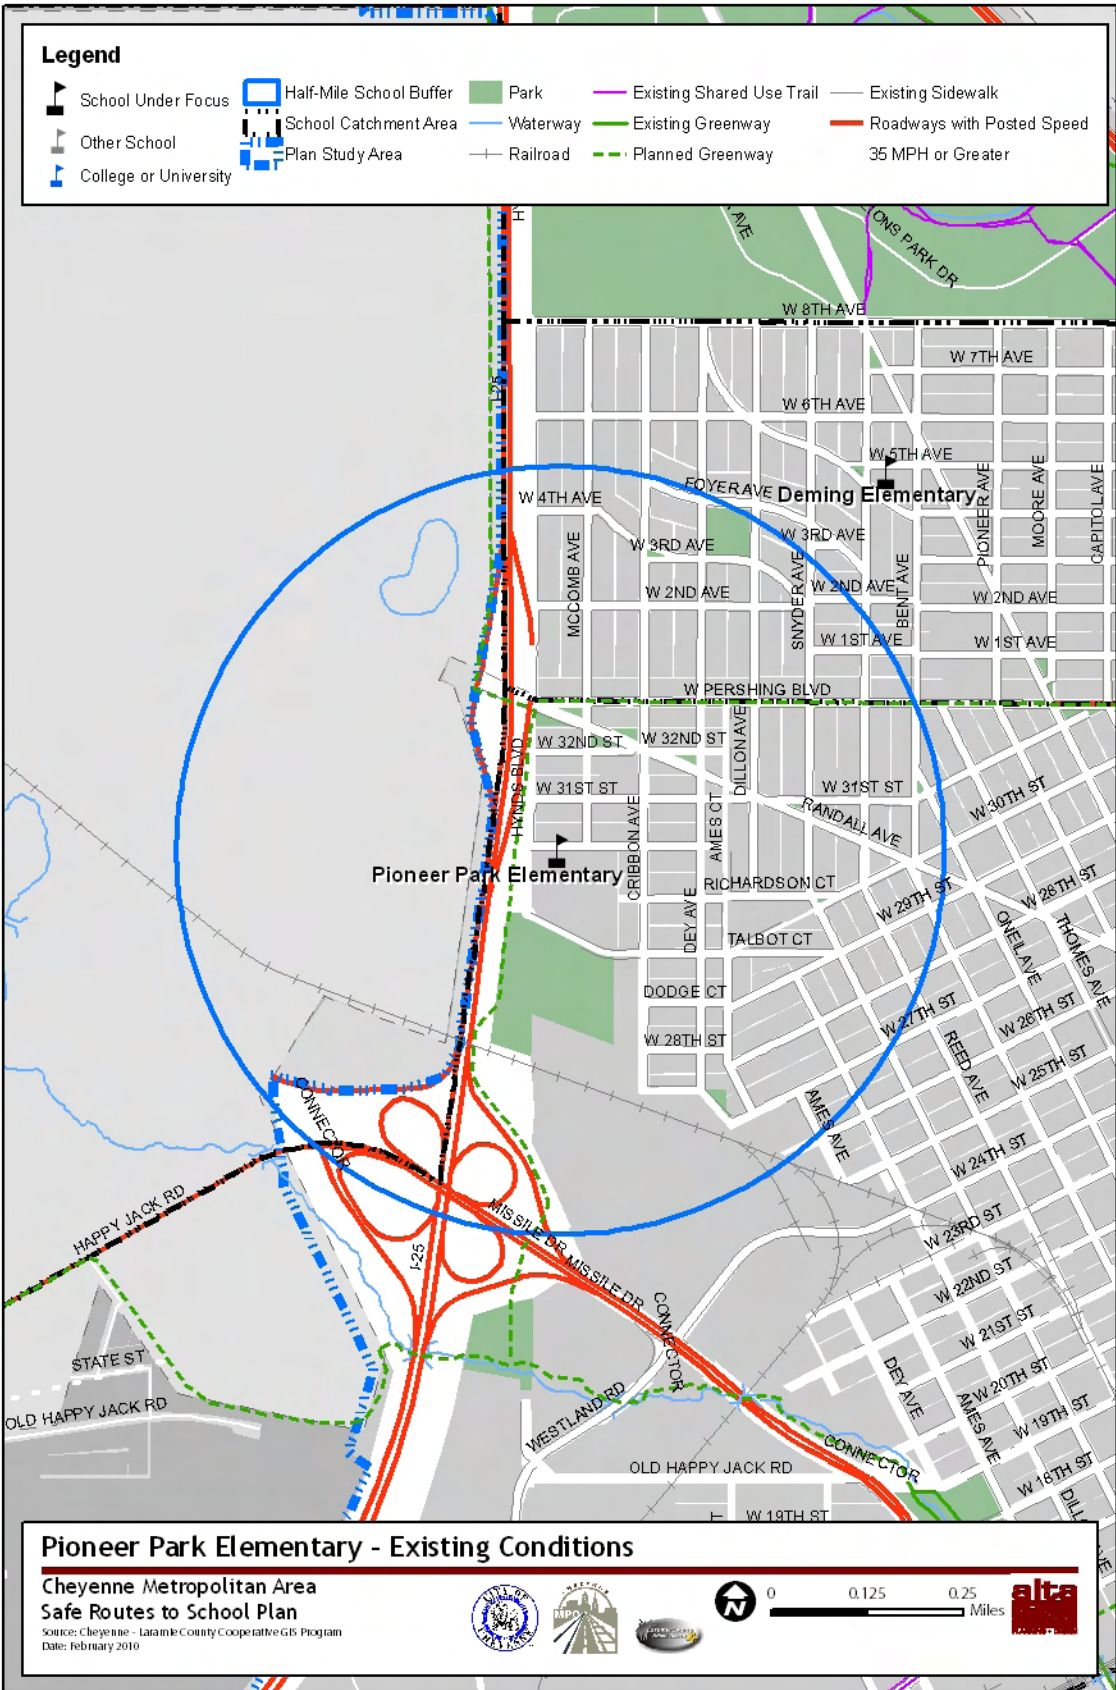 Legend
School Under Focus
Other School
College or University
Half-Mile School Buffer
School Catchment Area
Plan Study Area
Park
Waterway
Railroad
Existing Shared Use Trail
Existing Greenway
Planned Greenway
Existing Sidewalk
Roadways with Posted Speed
35 MPH or Greater
AVE
LYONS PARK DR
W 8TH AVE
W 7TH AVE
I-25
W 6TH AVE
W 5TH AVE
Deming Elementary
FOYER AVE
W 4TH AVE
PIONEER AVE
MOORE AVE
CAPITOL AVE
W 3RD AVE
W 3RD AVE
MCCOMB AVE
SNYDER AVE
BENT AVE
W 2ND AVE
W 2ND AVE
W 2ND AVE
W 1ST AVE
W 1ST AVE
W PERSHING BLVD
W 32ND ST
W 32ND ST
DILLON AVE
HYNDS BLVD
W 31ST ST
W 31ST ST
W 30TH ST
RANDALL AVE
CRIBBON AVE
AMES CT
Pioneer Park Elementary
RICHARDSON CT
W 29TH ST
W 28TH ST
DEY AVE
TALBOT CT
ONEIL AVE
THOMES AVE
DODGE CT
W 27TH ST
W 26TH ST
W 28TH ST
REED AVE
W 25TH ST
CONNECTOR
AMES AVE
W 24TH ST
HAPPY JACK RD
MISSILE DR
W 23RD ST
I-25
MISSILE DR
W 22ND ST
CONNECTOR
W 21ST ST
STATE ST
DEY AVE
W 20TH ST
AMES AVE
OLD HAPPY JACK RD
WESTLAND RD
W 19TH ST
CONNECTOR
OLD HAPPY JACK RD
W 18TH ST
W 19TH ST
Pioneer Park Elementary - Existing Conditions
Cheyenne Metropolitan Area
Safe Routes to School Plan
Source: Cheyenne - Laramie County Cooperative GIS Program
Date: February 2010
CITY OF
CHEYENNE
MPO
N
0 0.125 0.25
Miles
alta